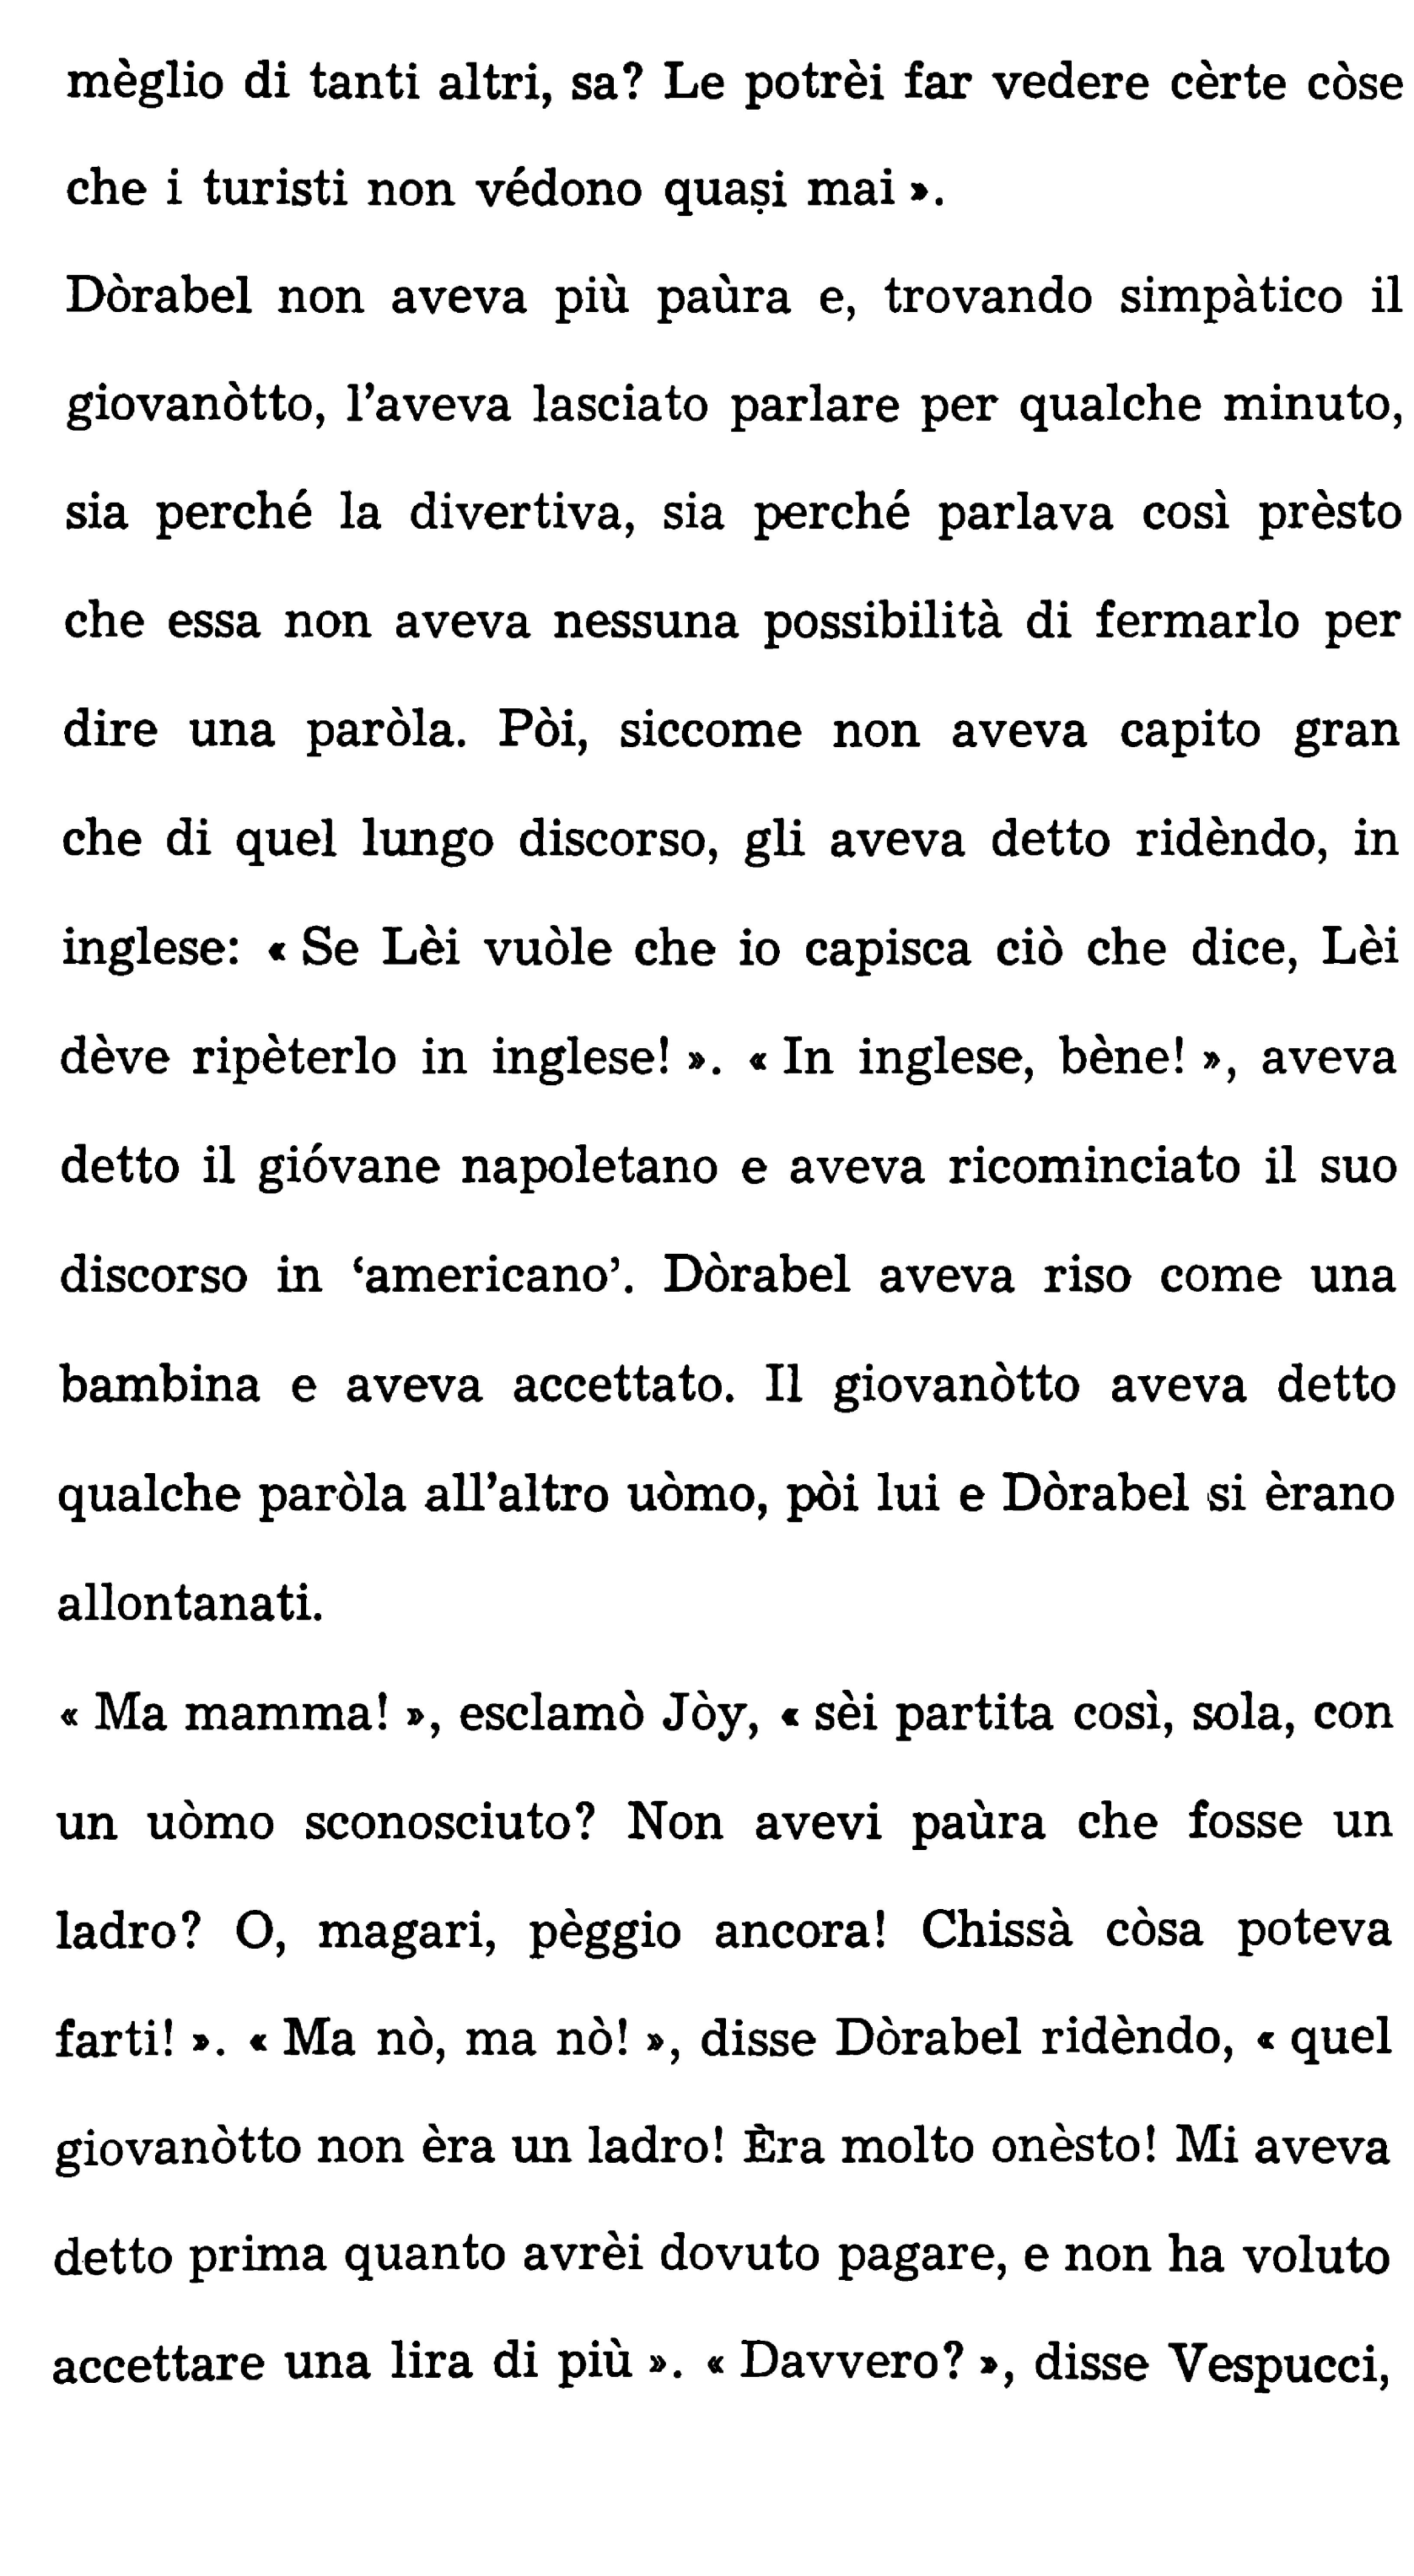 mèglio di tanti altri, sa? Le potrèi far vedere cèrte còse
che i turisti non védono quaṣi mai ».
Dòrabel non aveva più paùra e, trovando simpàtico il
giovanòtto, l’aveva lasciato parlare per qualche minuto,
sia perché la divertiva, sia perché parlava così prèsto
che essa non aveva nessuna possibilità di fermarlo per
dire una paròla. Pòi, siccome non aveva capito gran
che di quel lungo discorso, gli aveva detto ridèndo, in
inglese: « Se Lèi vuòle che io capisca ciò che dice, Lèi
dève ripèterlo in inglese! ». « In inglese, bène! », aveva
detto il gióvane napoletano e aveva ricominciato il suo
discorso in ‘americano’. Dòrabel aveva riso come una
bambina e aveva accettato. Il giovanòtto aveva detto
qualche paròla all’altro uòmo, pòi lui e Dòrabel si èrano
allontanati.
« Ma mamma! », esclamò Jòy, « sèi partita così, sola, con
un uòmo sconosciuto? Non avevi paùra che fosse un
ladro? O, magari, pèggio ancora! Chissà còsa poteva
farti! ». « Ma nò, ma nò! », disse Dòrabel ridèndo, « quel
giovanòtto non èra un ladro! Èra molto onèsto! Mi aveva
detto prima quanto avrèi dovuto pagare, e non ha voluto
accettare una lira di più ». « Davvero? », disse Vespucci,